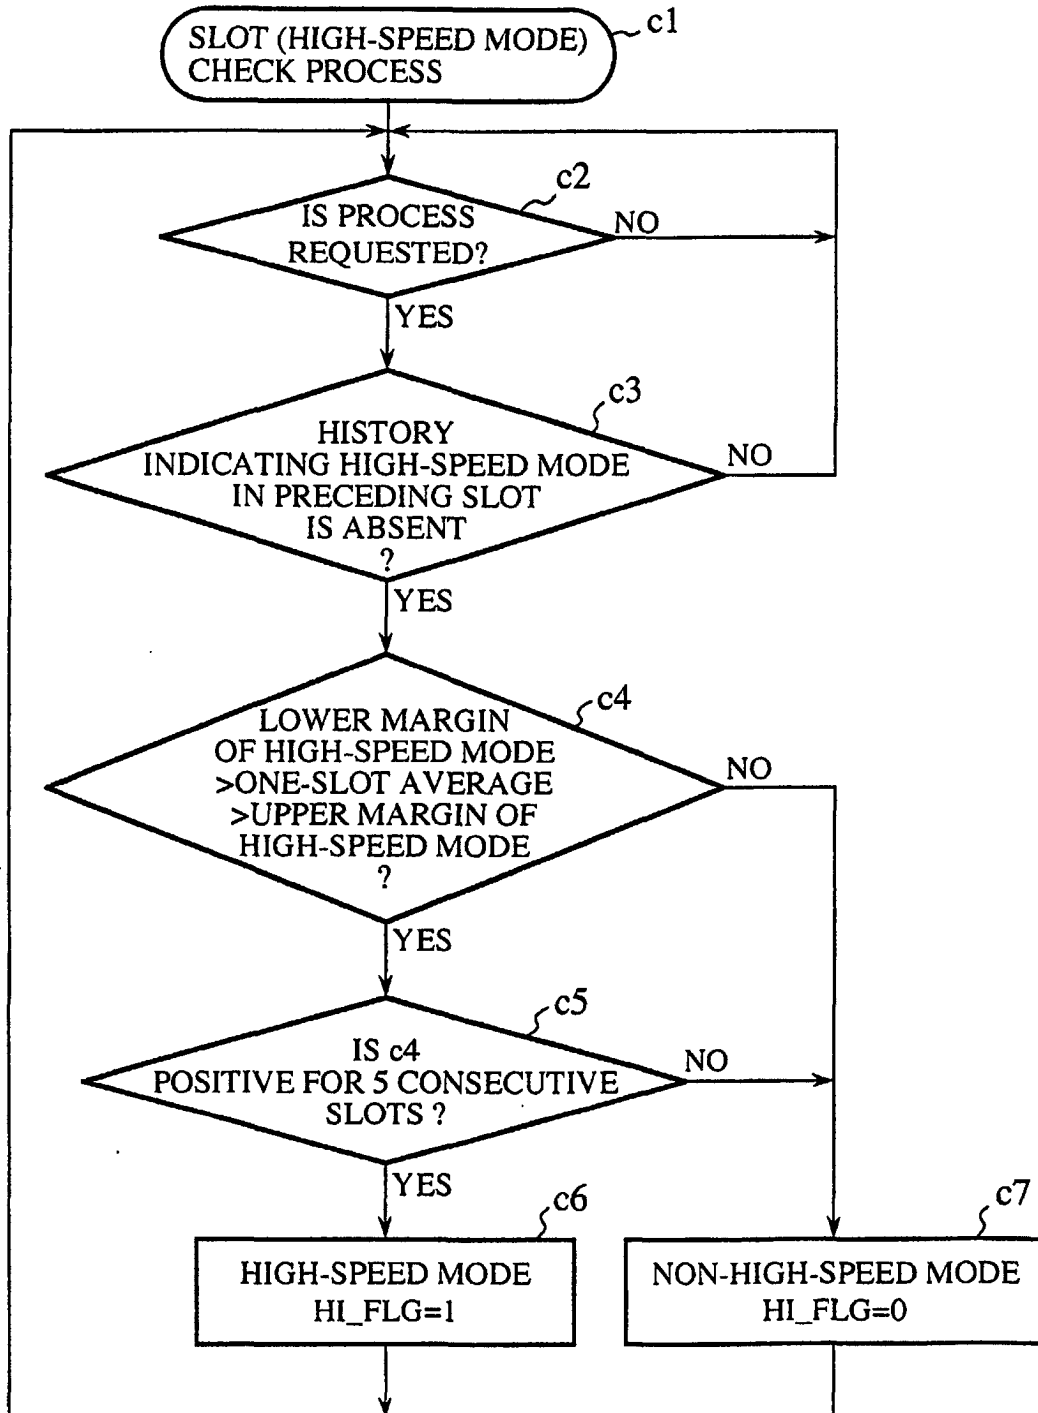 SLOT (HIGH-SPEED MODE)
CHECK PROCESS
c1
c2
IS PROCESS
REQUESTED?
NO
YES
c3
HISTORY
INDICATING HIGH-SPEED MODE
IN PRECEDING SLOT
IS ABSENT
?
NO
YES
c4
LOWER MARGIN
OF HIGH-SPEED MODE
>ONE-SLOT AVERAGE
>UPPER MARGIN OF
HIGH-SPEED MODE
?
NO
YES
c5
IS c4
POSITIVE FOR 5 CONSECUTIVE
SLOTS ?
NO
YES
c6
HIGH-SPEED MODE
HI_FLG=1
c7
NON-HIGH-SPEED MODE
HI_FLG=0